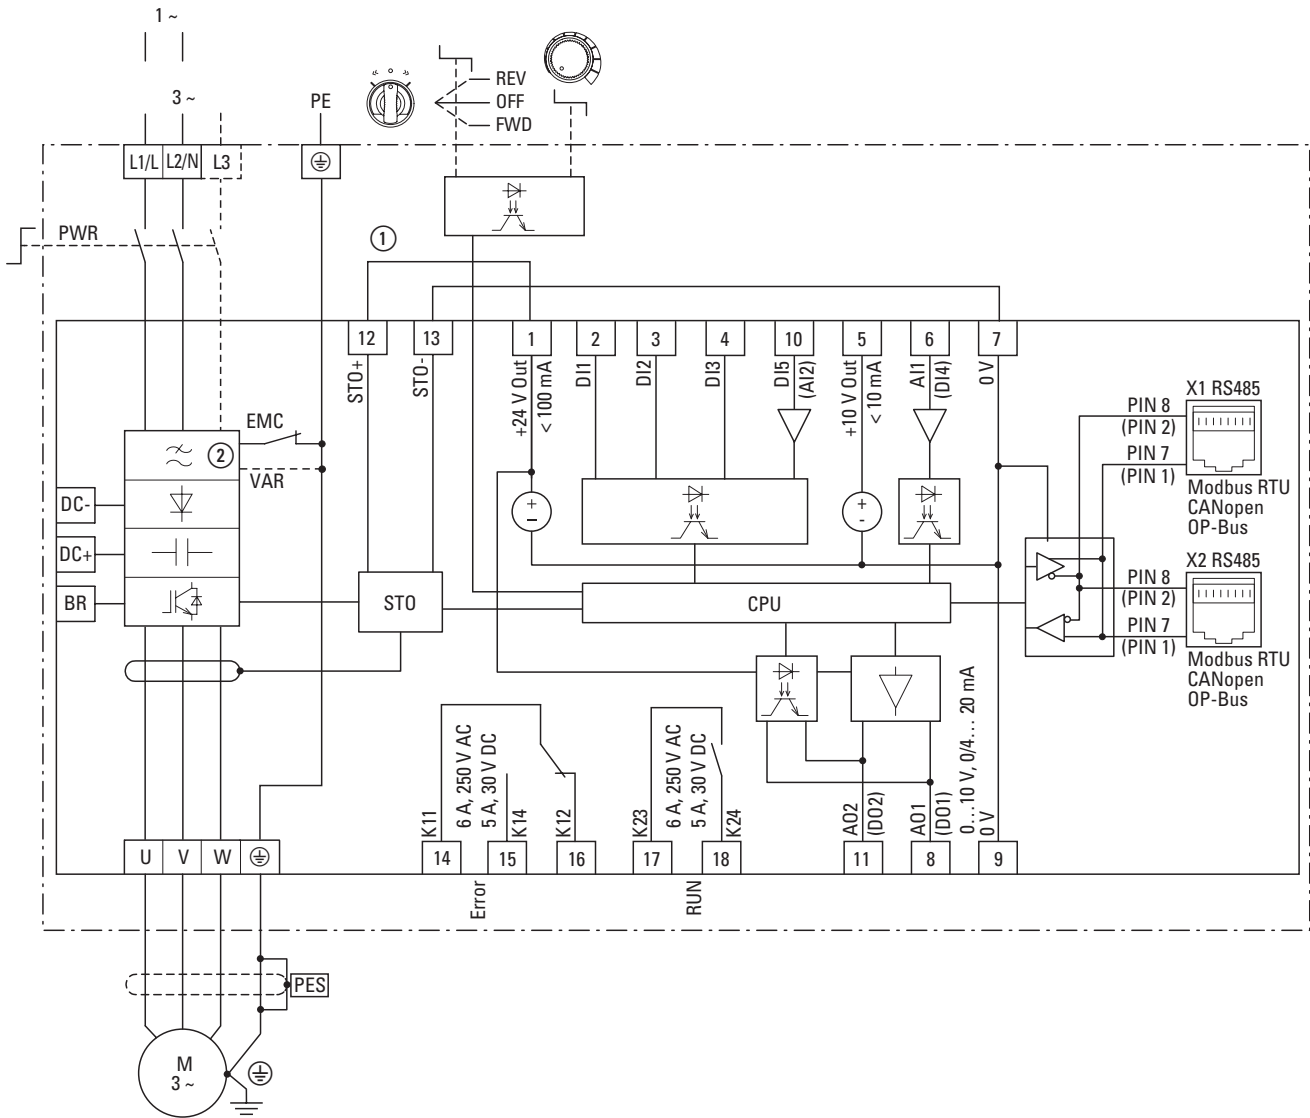 1 ~
3 ~
PE
REV
OFF
FWD
L1/L L2/N L3
PWR
1
12 13 1 2 3 4 10 5 6 7
STO+
STO-
+24 V Out
< 100 mA
DI1
DI2
DI3
DI5
(AI2)
+10 V Out
< 10 mA
AI1
(DI4)
0 V
X1 RS485
PIN 8
(PIN 2)
PIN 7
(PIN 1)
Modbus RTU
CANopen
OP-Bus
EMC
2
VAR
DC-
DC+
BR
STO
CPU
X2 RS485
PIN 8
(PIN 2)
PIN 7
(PIN 1)
Modbus RTU
CANopen
OP-Bus
K11
6 A, 250 V AC
5 A, 30 V DC
K14
K12
K23
6 A, 250 V AC
5 A, 30 V DC
K24
AO2
(DO2)
AO1
(DO1)
0…10 V, 0/4… 20 mA
0 V
U V W
14 15 16 17 18 11 8 9
Error
RUN
PES
M
3 ~